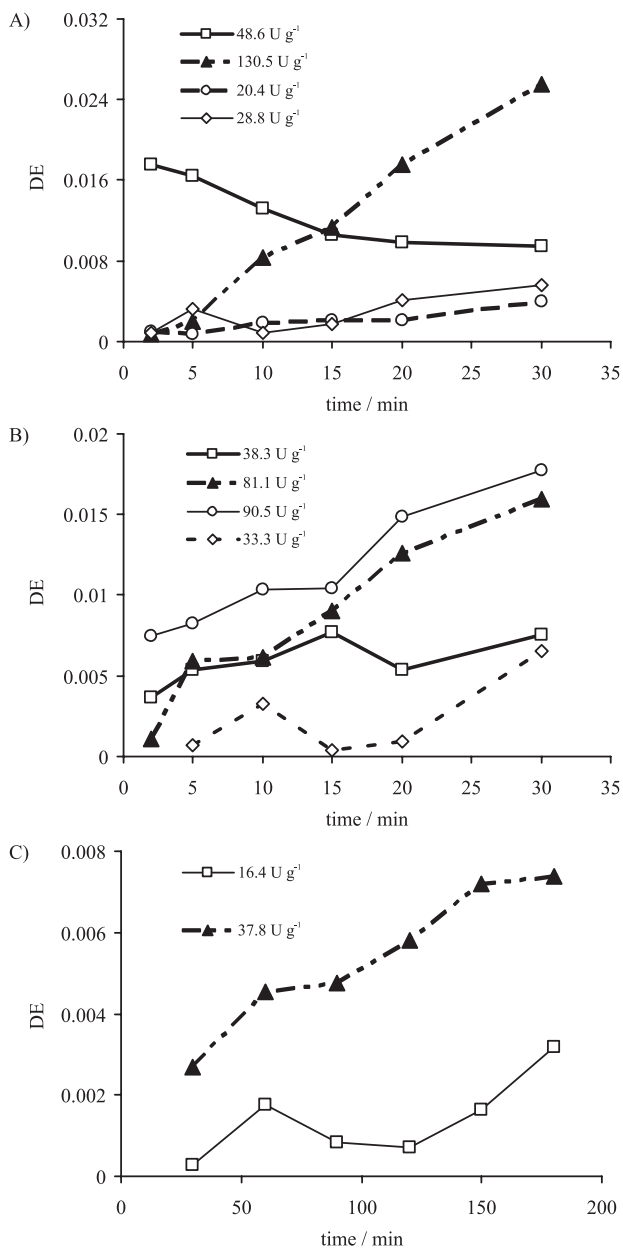 A)
0.032
0.024
0.016
0.008
0
DE
48.6 U g⁻¹
130.5 U g⁻¹
20.4 U g⁻¹
28.8 U g⁻¹
0 5 10 15 20 25 30 35
time / min
B)
0.02
0.015
0.01
0.005
0
DE
38.3 U g⁻¹
81.1 U g⁻¹
90.5 U g⁻¹
33.3 U g⁻¹
0 5 10 15 20 25 30 35
time / min
C)
0.008
0.006
0.004
0.002
0
DE
16.4 U g⁻¹
37.8 U g⁻¹
0 50 100 150 200
time / min